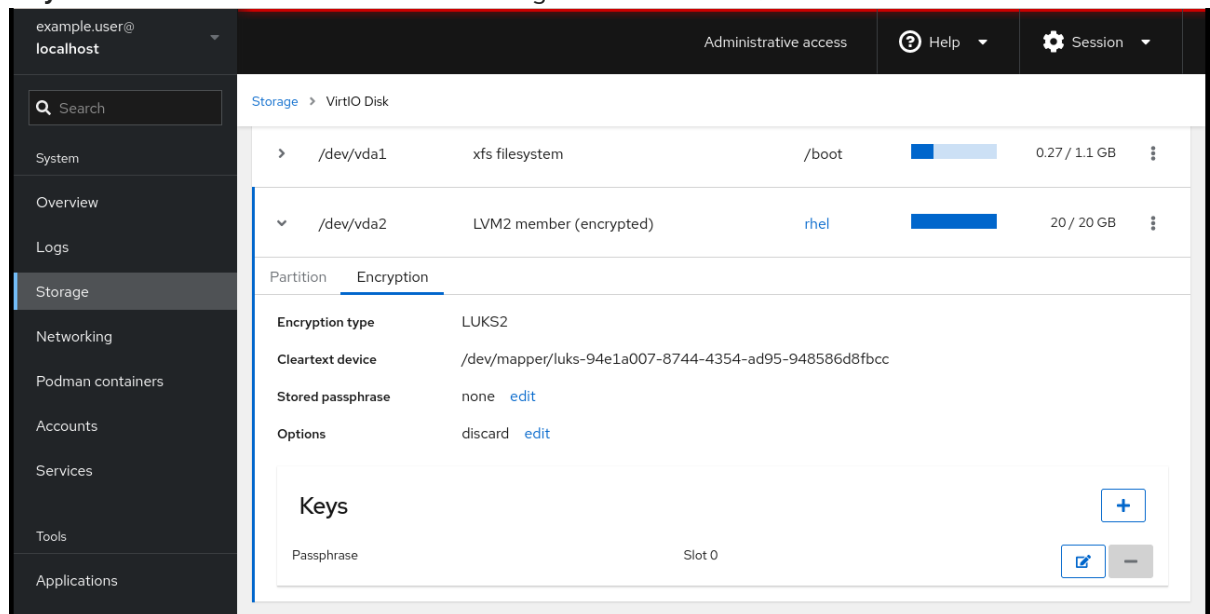 example.user@
localhost
Administrative access
Help
Session
Search
Storage > VirtIO Disk
System
Overview
Logs
Storage
Networking
Podman containers
Accounts
Services
Tools
Applications
/dev/vda1 xfs filesystem /boot 0.27 / 1.1 GB
/dev/vda2 LVM2 member (encrypted) rhel 20 / 20 GB
Partition Encryption
Encryption type LUKS2
Cleartext device /dev/mapper/luks-94e1a007-8744-4354-ad95-948586d8fbcc
Stored passphrase none edit
Options discard edit
Keys
Passphrase Slot 0